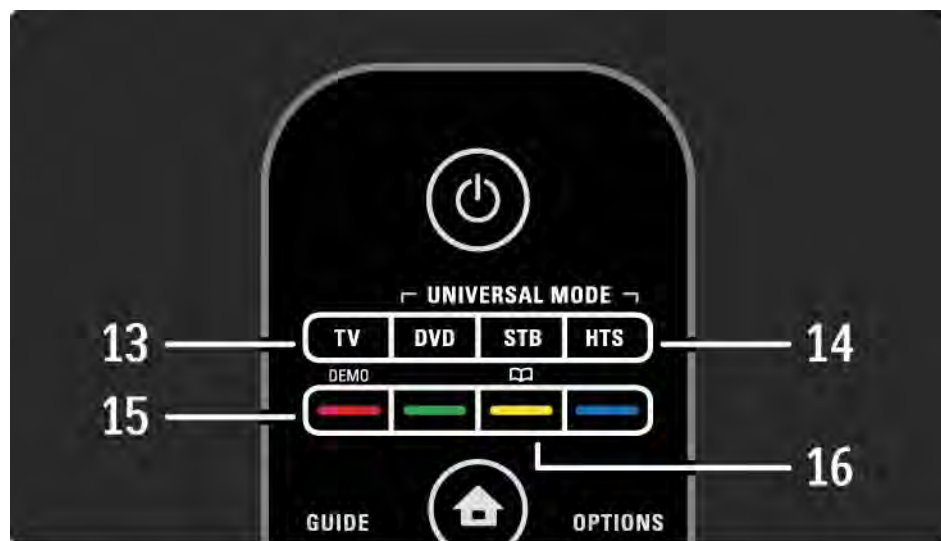 UNIVERSAL MODE
13 TV DVD STB HTS 14
DEMO
15
16
GUIDE OPTIONS